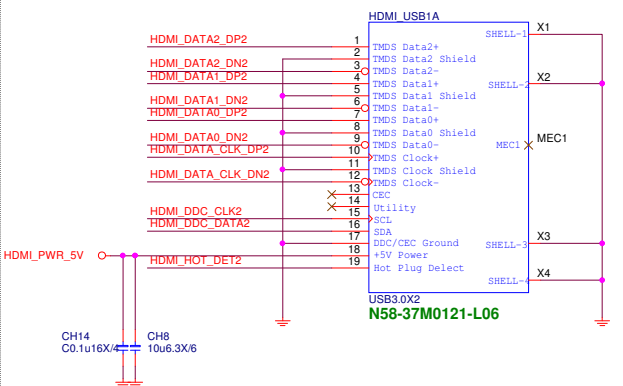 HDMI_USB1A
SHELL-1 X1
HDMI_DATA2_DP2 1 TMDS Data2+
2 TMDS Data2 Shield
HDMI_DATA2_DN2 3 TMDS Data2-
HDMI_DATA1_DP2 4 TMDS Data1+
SHELL-2 X2
5 TMDS Data1 Shield
HDMI_DATA1_DN2 6 TMDS Data1-
HDMI_DATA0_DP2 7 TMDS Data0+
8 TMDS Data0 Shield
HDMI_DATA0_DN2 9 TMDS Data0-
MEC1 MEC1
HDMI_DATA_CLK_DP2 10 TMDS Clock+
11 TMDS Clock Shield
HDMI_DATA_CLK_DN2 12 TMDS Clock-
13 CEC
14 Utility
HDMI_DDC_CLK2 15 SCL
HDMI_DDC_DATA2 16 SDA
17 DDC/CEC Ground
SHELL-3 X3
HDMI_PWR_5V 18 +5V Power
HDMI_HOT_DET2 19 Hot Plug Delect
SHELL-4 X4
USB3.0X2
N58-37M0121-L06
CH14 CH8
C0.1u16X/4 10u6.3X/6